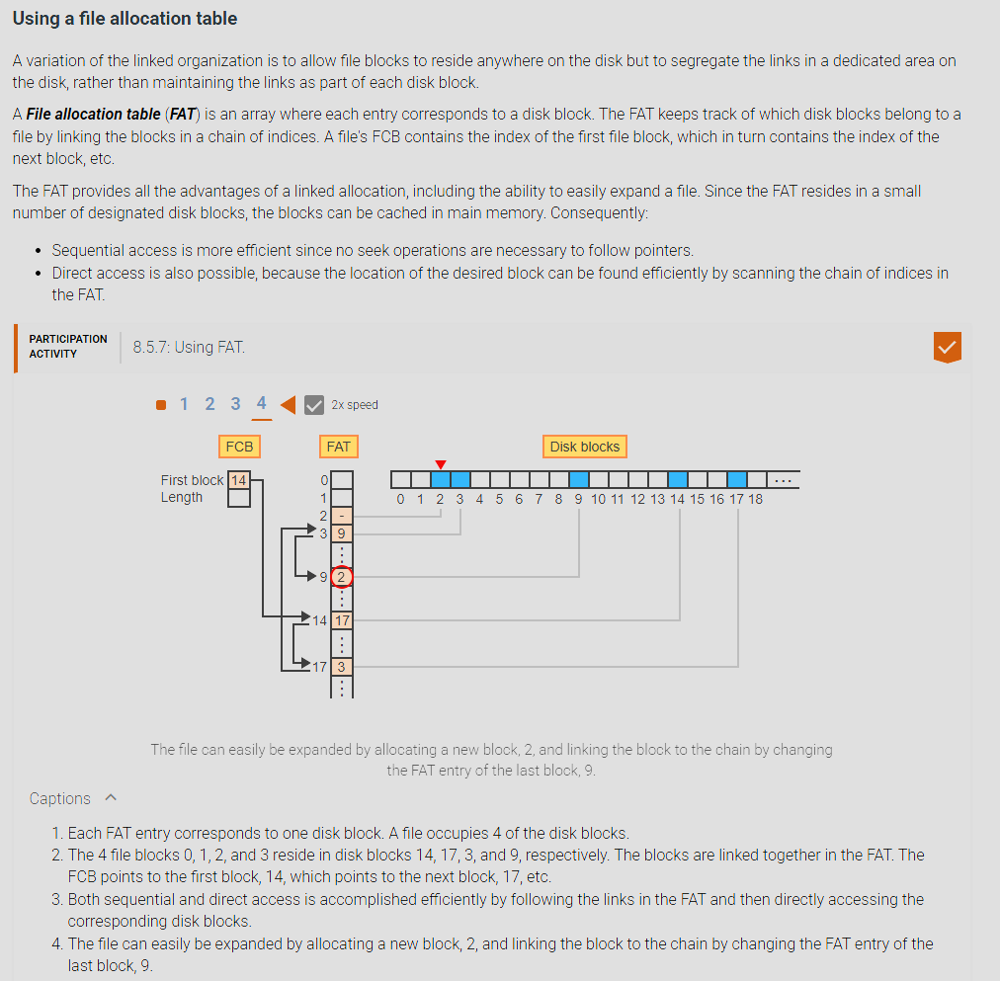 Using a file allocation table
A variation of the linked organization is to allow file blocks to reside anywhere on the disk but to segregate the links in a dedicated area on
the disk, rather than maintaining the links as part of each disk block.
A File allocation table (FAT) is an array where each entry corresponds to a disk block. The FAT keeps track of which disk blocks belong to a
file by linking the blocks in a chain of indices. A file's FCB contains the index of the first file block, which in turn contains the index of the
next block, etc.
The FAT provides all the advantages of a linked allocation, including the ability to easily expand a file. Since the FAT resides in a small
number of designated disk blocks, the blocks can be cached in main memory. Consequently:
• Sequential access is more efficient since no seek operations are necessary to follow pointers.
• Direct access is also possible, because the location of the desired block can be found efficiently by scanning the chain of indices in
the FAT.
PARTICIPATION
ACTIVITY
8.5.7: Using FAT.
1 2 3 4 2x speed
FCB FAT Disk blocks
First block 14
Length
0 1 2 3 4 5 6 7 8 9 10 11 12 13 14 15 16 17 18 ...
0
1
2 -
3 9
⋮
9 2
⋮
14 17
⋮
17 3
⋮
The file can easily be expanded by allocating a new block, 2, and linking the block to the chain by changing
the FAT entry of the last block, 9.
Captions
1. Each FAT entry corresponds to one disk block. A file occupies 4 of the disk blocks.
2. The 4 file blocks 0, 1, 2, and 3 reside in disk blocks 14, 17, 3, and 9, respectively. The blocks are linked together in the FAT. The
FCB points to the first block, 14, which points to the next block, 17, etc.
3. Both sequential and direct access is accomplished efficiently by following the links in the FAT and then directly accessing the
corresponding disk blocks.
4. The file can easily be expanded by allocating a new block, 2, and linking the block to the chain by changing the FAT entry of the
last block, 9.